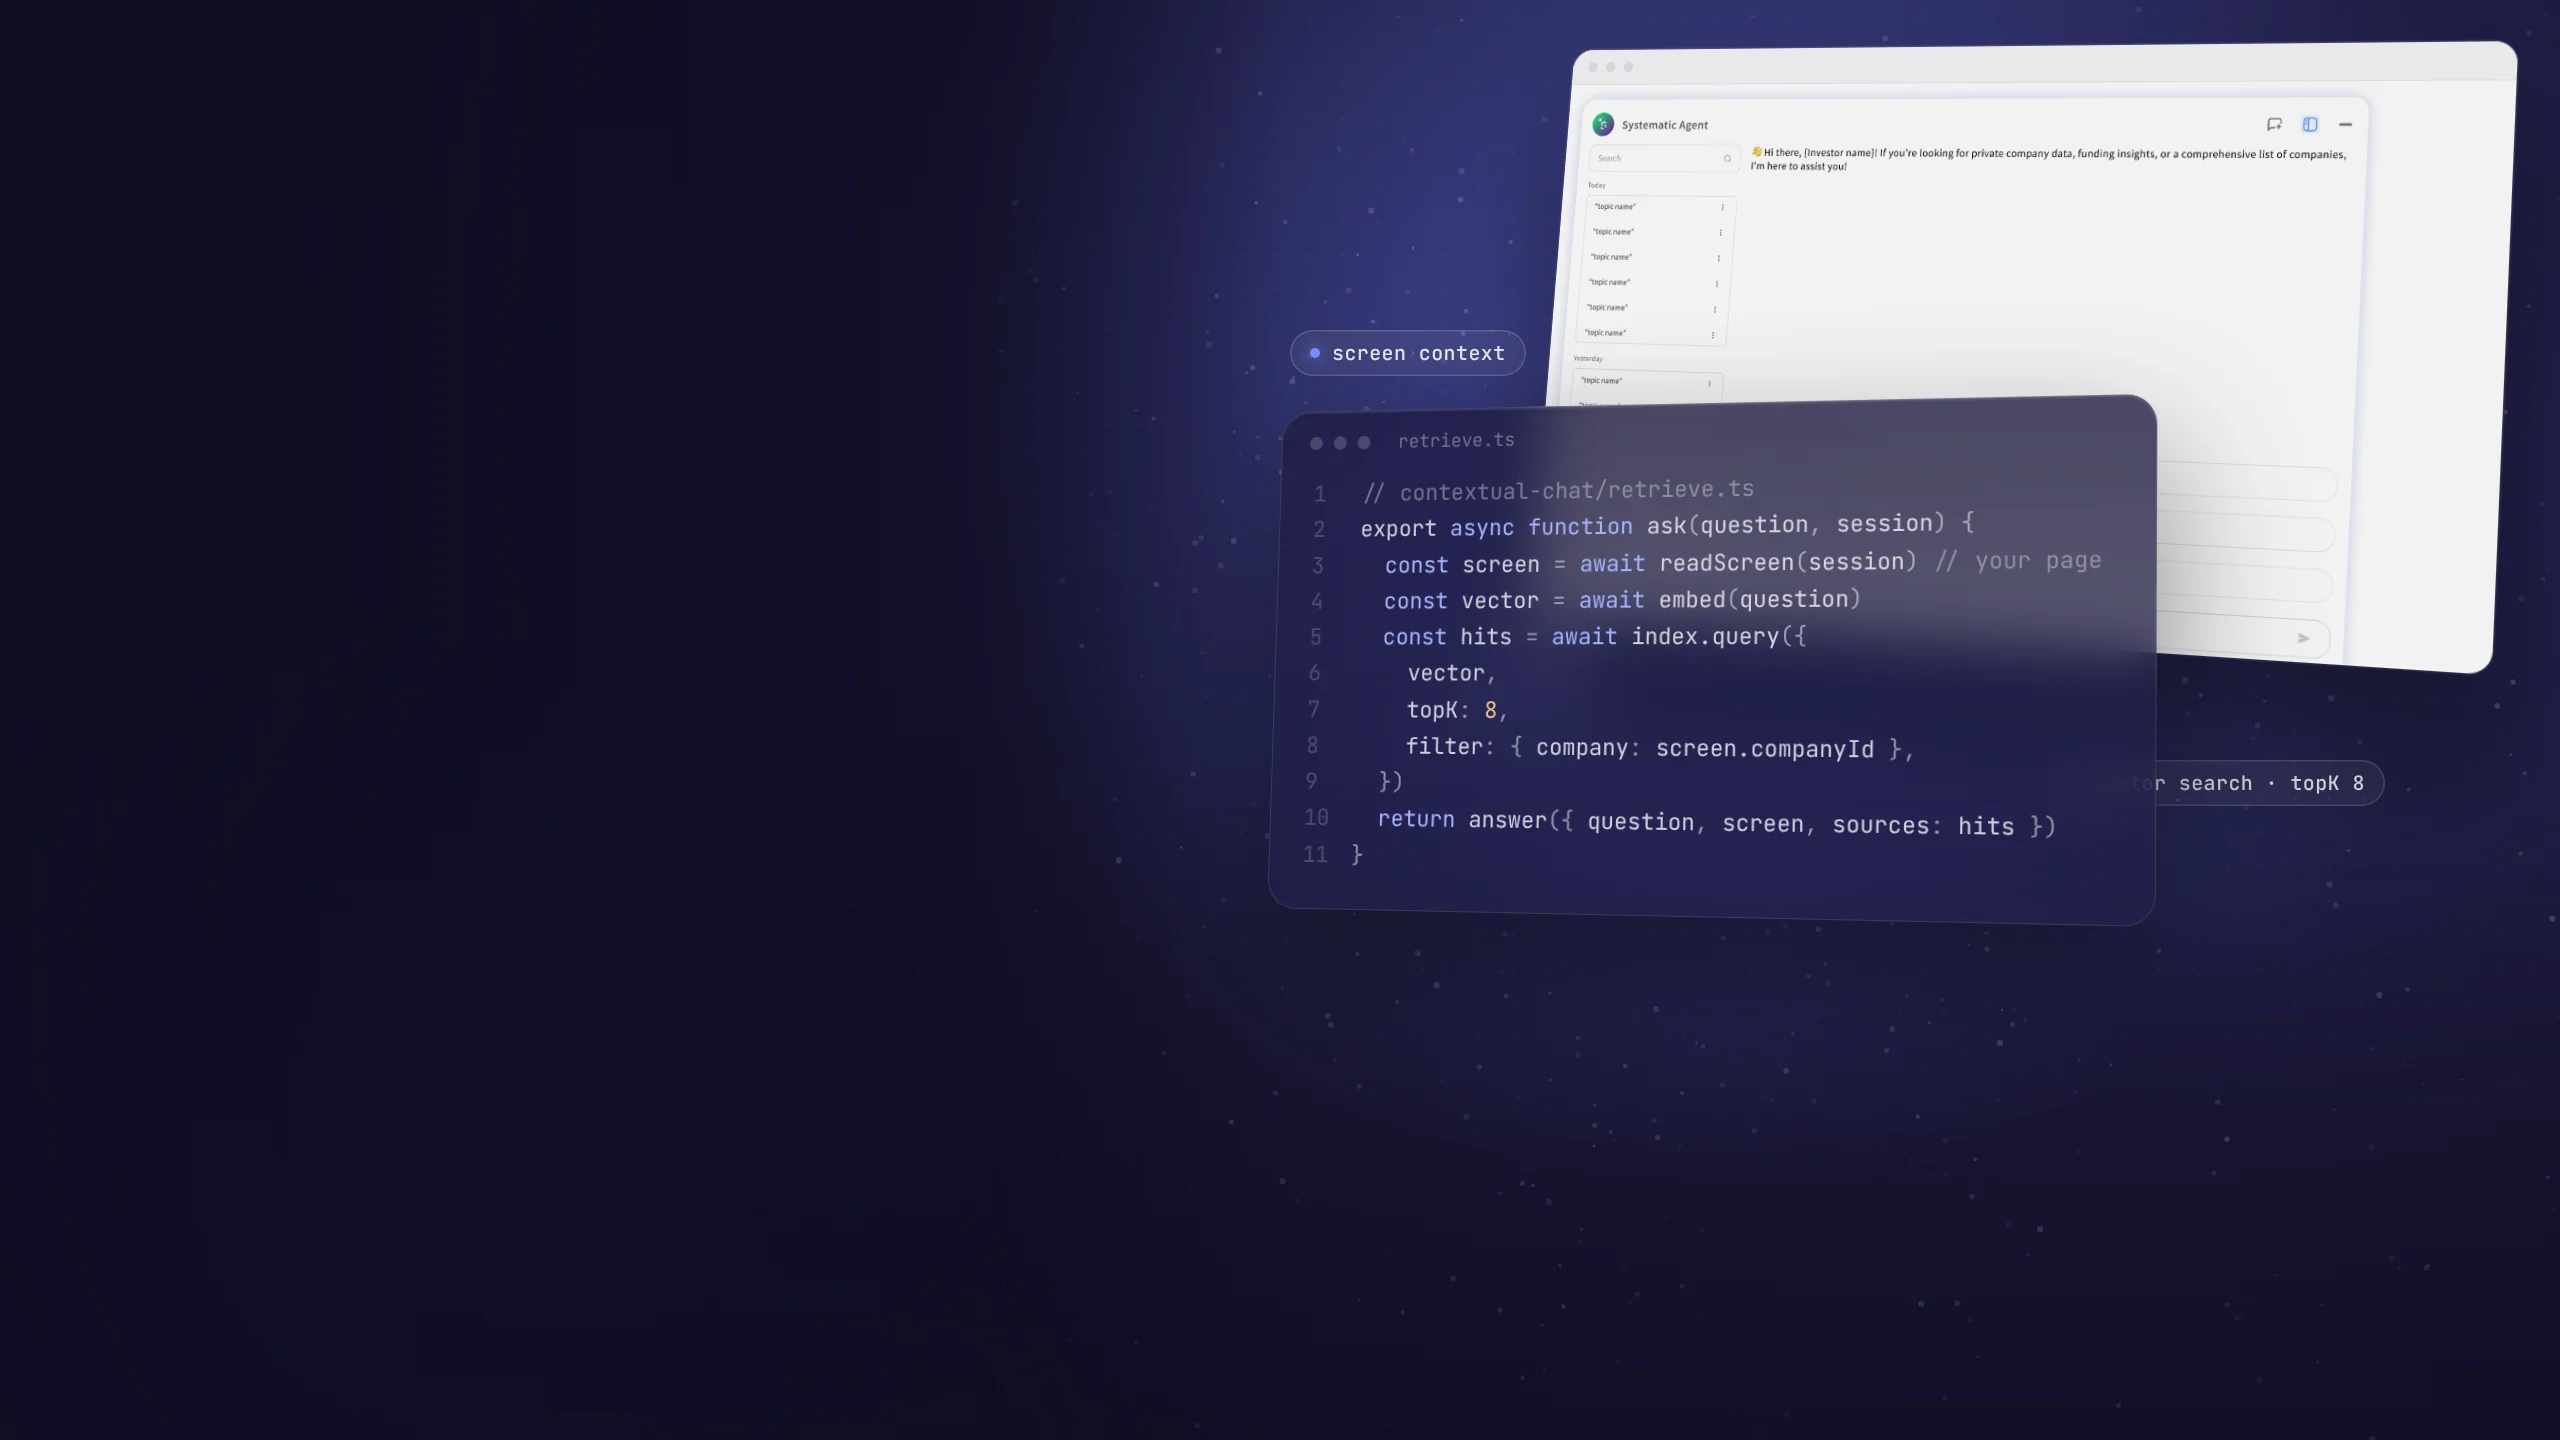 Systematic Agent
Search
👋 Hi there, {Investor name}! If you're looking for private company data, funding insights, or a comprehensive list of companies,
I'm here to assist you!
Today
"topic name"
"topic name"
"topic name"
"topic name"
"topic name"
"topic name"
Yesterday
"topic name"
screen context
retrieve.ts
1 // contextual-chat/retrieve.ts
2 export async function ask(question, session) {
3 const screen = await readScreen(session) // your page
4 const vector = await embed(question)
5 const hits = await index.query({
6 vector,
7 topK: 8,
8 filter: { company: screen.companyId },
9 })
10 return answer({ question, screen, sources: hits })
11 }
search · topK 8